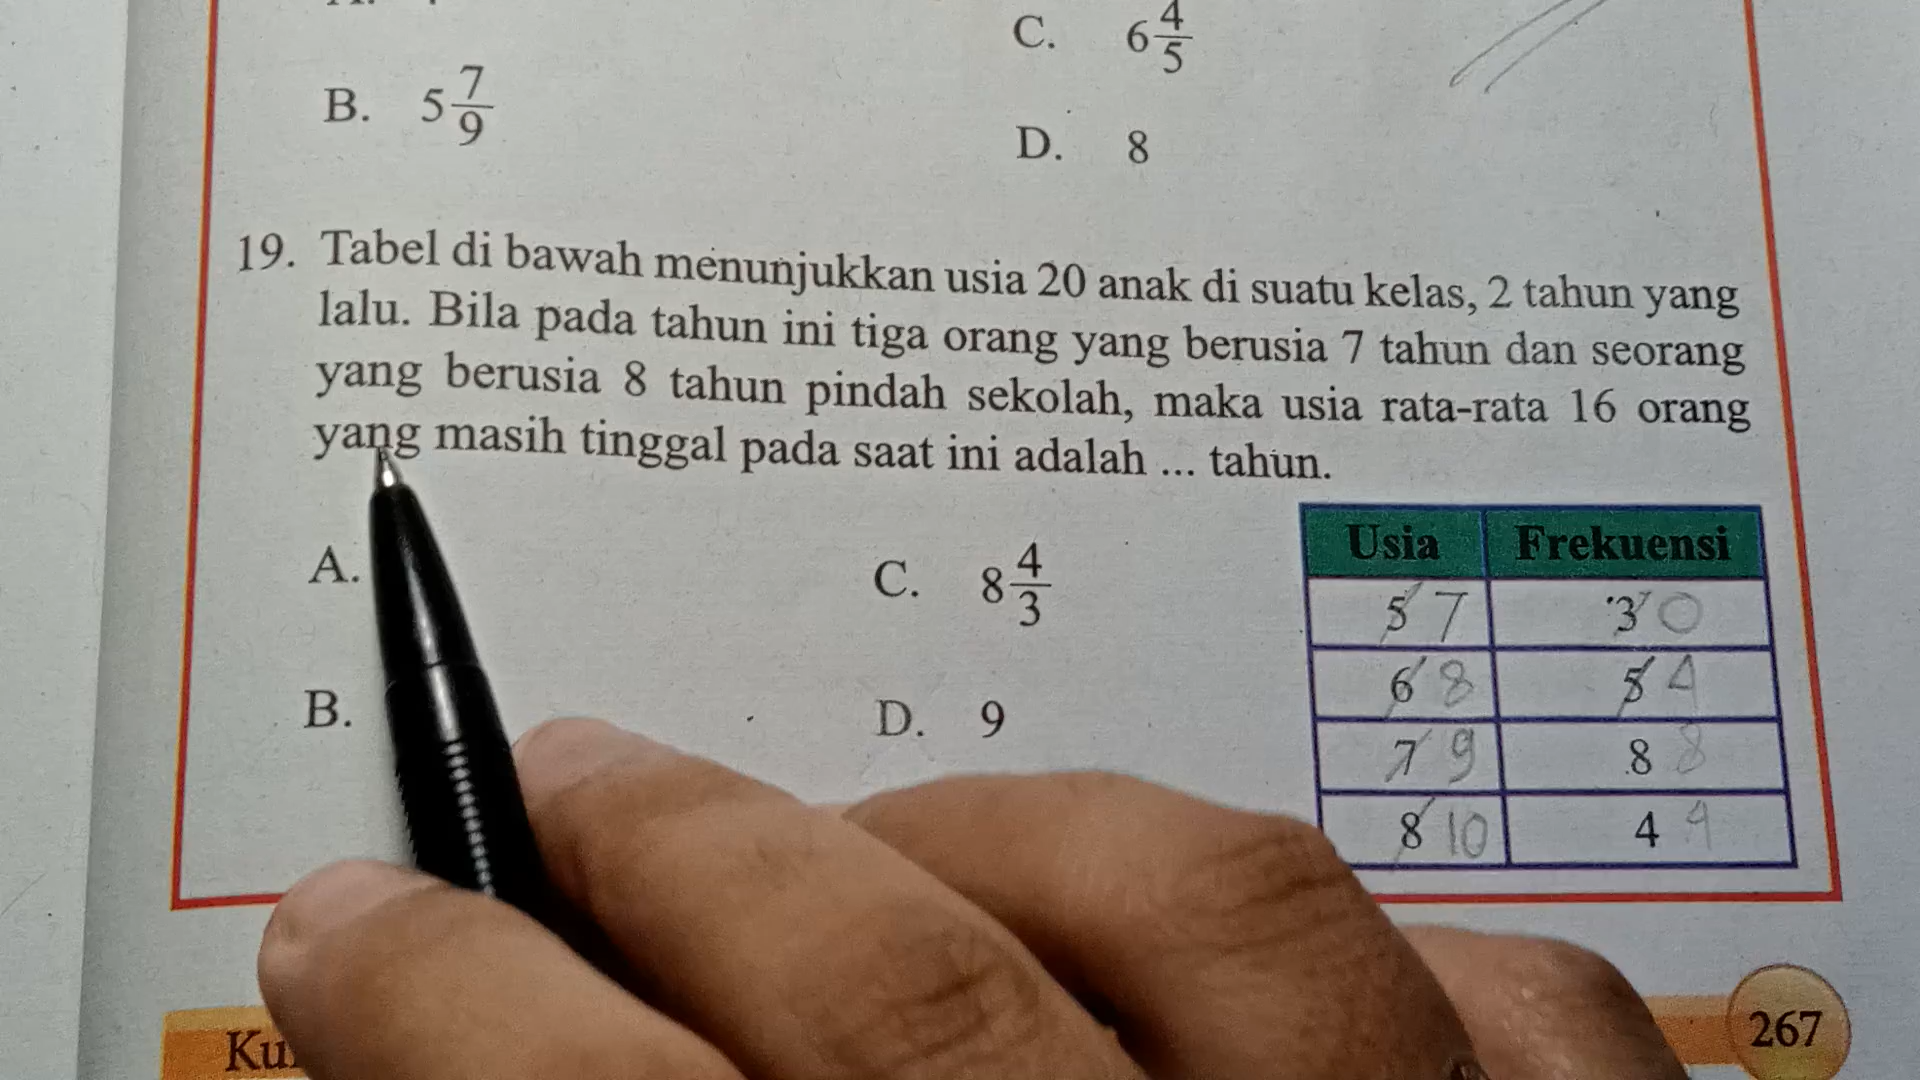 C. 6 4/5
B. 5 7/9
D. 8
19. Tabel di bawah menunjukkan usia 20 anak di suatu kelas, 2 tahun yang
lalu. Bila pada tahun ini tiga orang yang berusia 7 tahun dan seorang
yang berusia 8 tahun pindah sekolah, maka usia rata-rata 16 orang
yang masih tinggal pada saat ini adalah ... tahun.
A.
C. 8 4/3
B.
D. 9
Usia Frekuensi
5 7 3 0
6 8 5 4
7 9 8 8
8 10 4 4
267